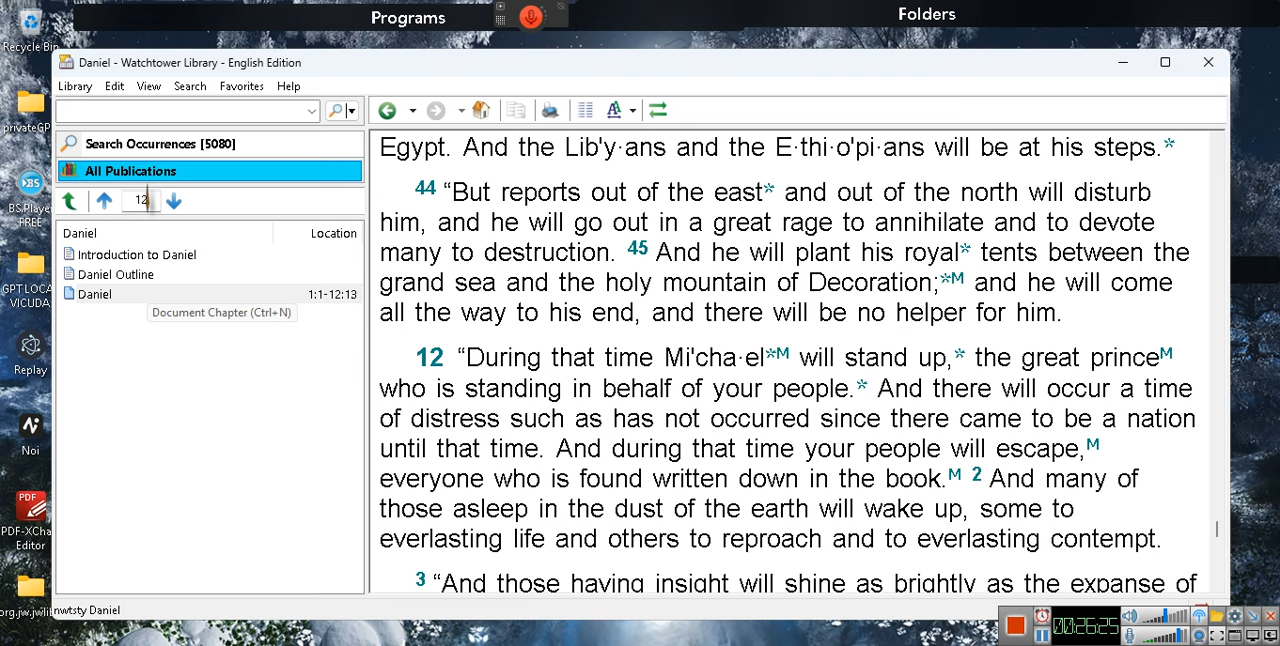 Programs
Folders
Recycle Bin
Daniel - Watchtower Library - English Edition
Library Edit View Search Favorites Help
privateGP
Search Occurrences [5080]
All Publications
12
BS
BS.Player
FREE
Daniel Location
Introduction to Daniel
Daniel Outline
Daniel 1:1-12:13
Document Chapter (Ctrl+N)
GPT LOCA
VICUDA
Replay
Noi
PDF
PDF-XCha
Editor
org.jw.jwlib
nwtsty Daniel
Egypt. And the Lib'y·ans and the E·thi·o'pi·ans will be at his steps.*
44 “But reports out of the east* and out of the north will disturb
him, and he will go out in a great rage to annihilate and to devote
many to destruction. 45 And he will plant his royal* tents between the
grand sea and the holy mountain of Decoration;*M and he will come
all the way to his end, and there will be no helper for him.
12 “During that time Mi'cha·el*M will stand up,* the great princeM
who is standing in behalf of your people.* And there will occur a time
of distress such as has not occurred since there came to be a nation
until that time. And during that time your people will escape,M
everyone who is found written down in the book.M 2 And many of
those asleep in the dust of the earth will wake up, some to
everlasting life and others to reproach and to everlasting contempt.
3 “And those having insight will shine as brightly as the expanse of
00:26:25